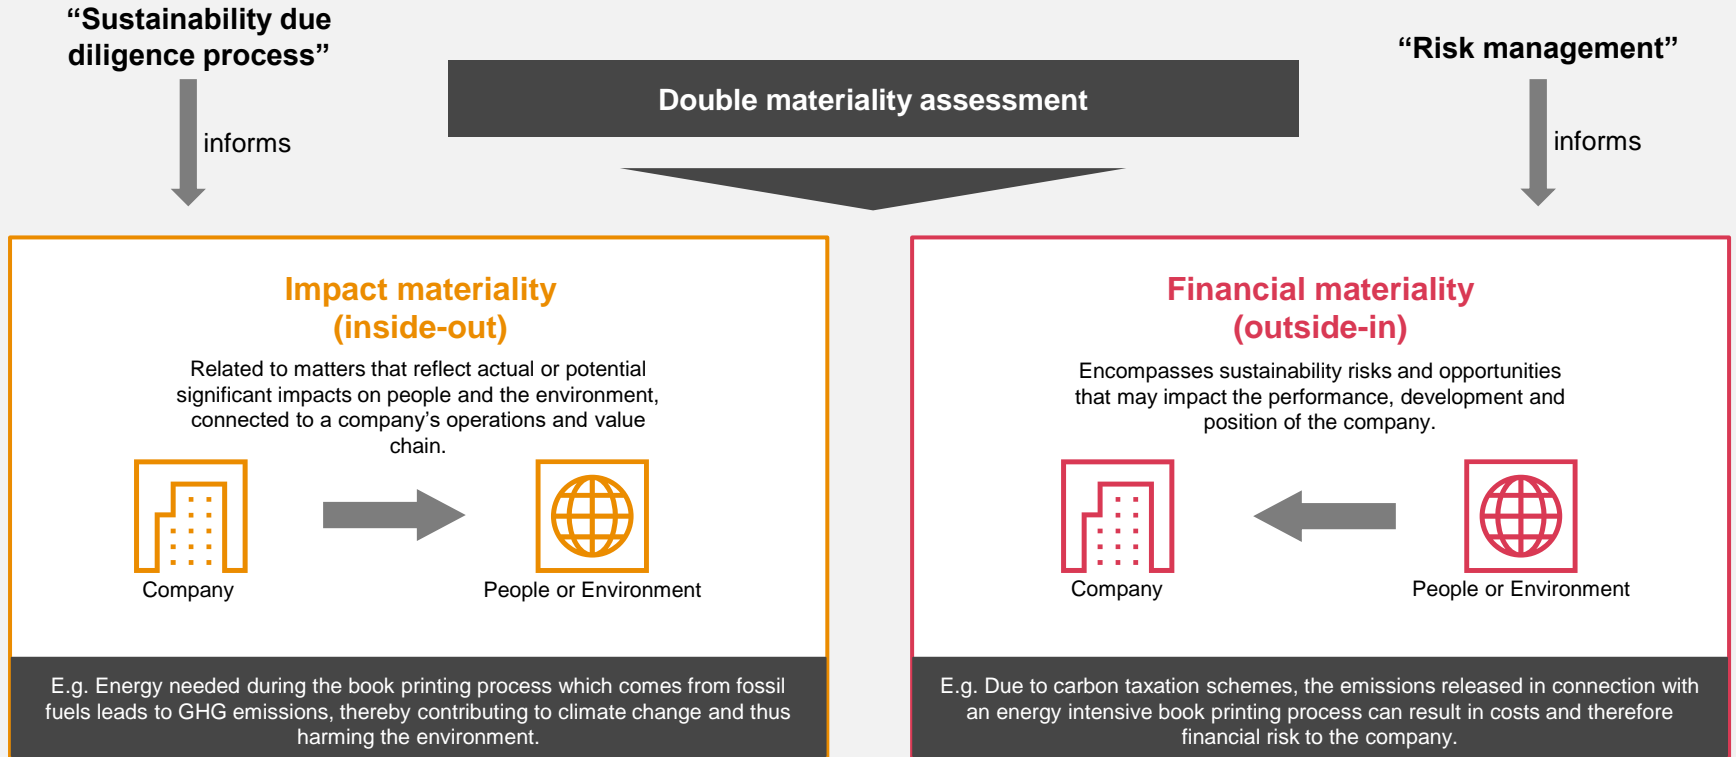 “Sustainability due
diligence process”
“Risk management”
Double materiality assessment
informs
informs
Impact materiality
(inside-out)
Related to matters that reflect actual or potential
significant impacts on people and the environment,
connected to a company’s operations and value
chain.
Company
People or Environment
E.g. Energy needed during the book printing process which comes from fossil
fuels leads to GHG emissions, thereby contributing to climate change and thus
harming the environment.
Financial materiality
(outside-in)
Encompasses sustainability risks and opportunities
that may impact the performance, development and
position of the company.
Company
People or Environment
E.g. Due to carbon taxation schemes, the emissions released in connection with
an energy intensive book printing process can result in costs and therefore
financial risk to the company.